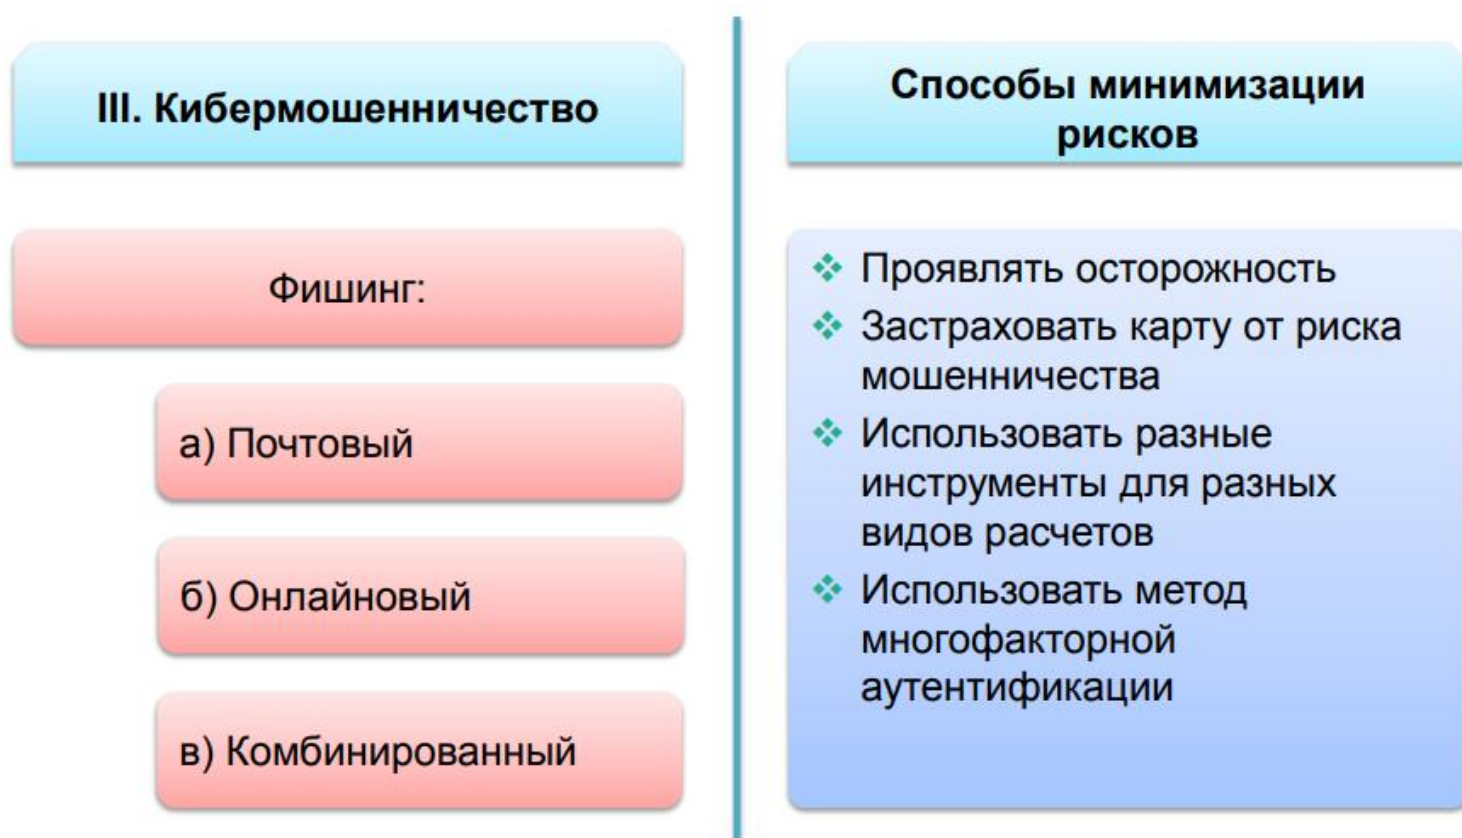 III. Кибермошенничество
Фишинг:
а) Почтовый
б) Онлайновый
в) Комбинированный
Способы минимизации
рисков
Проявлять осторожность
Застраховать карту от риска
мошенничества
Использовать разные
инструменты для разных
видов расчетов
Использовать метод
многофакторной
аутентификации